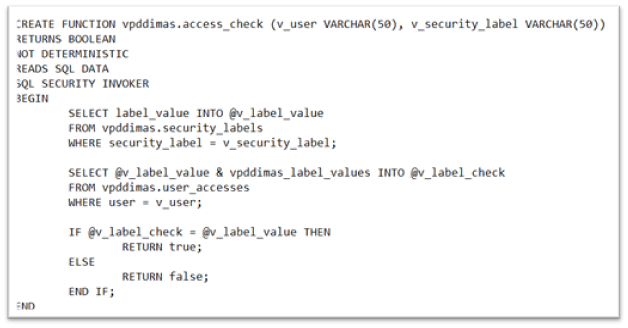 CREATE FUNCTION vpddimas.access_check (v_user VARCHAR(50), v_security_label VARCHAR(50))
RETURNS BOOLEAN
NOT DETERMINISTIC
READS SQL DATA
SQL SECURITY INVOKER
BEGIN
SELECT label_value INTO @v_label_value
FROM vpddimas.security_labels
WHERE security_label = v_security_label;
SELECT @v_label_value & vpddimas_label_values INTO @v_label_check
FROM vpddimas.user_accesses
WHERE user = v_user;
IF @v_label_check = @v_label_value THEN
RETURN true;
ELSE
RETURN false;
END IF;
END